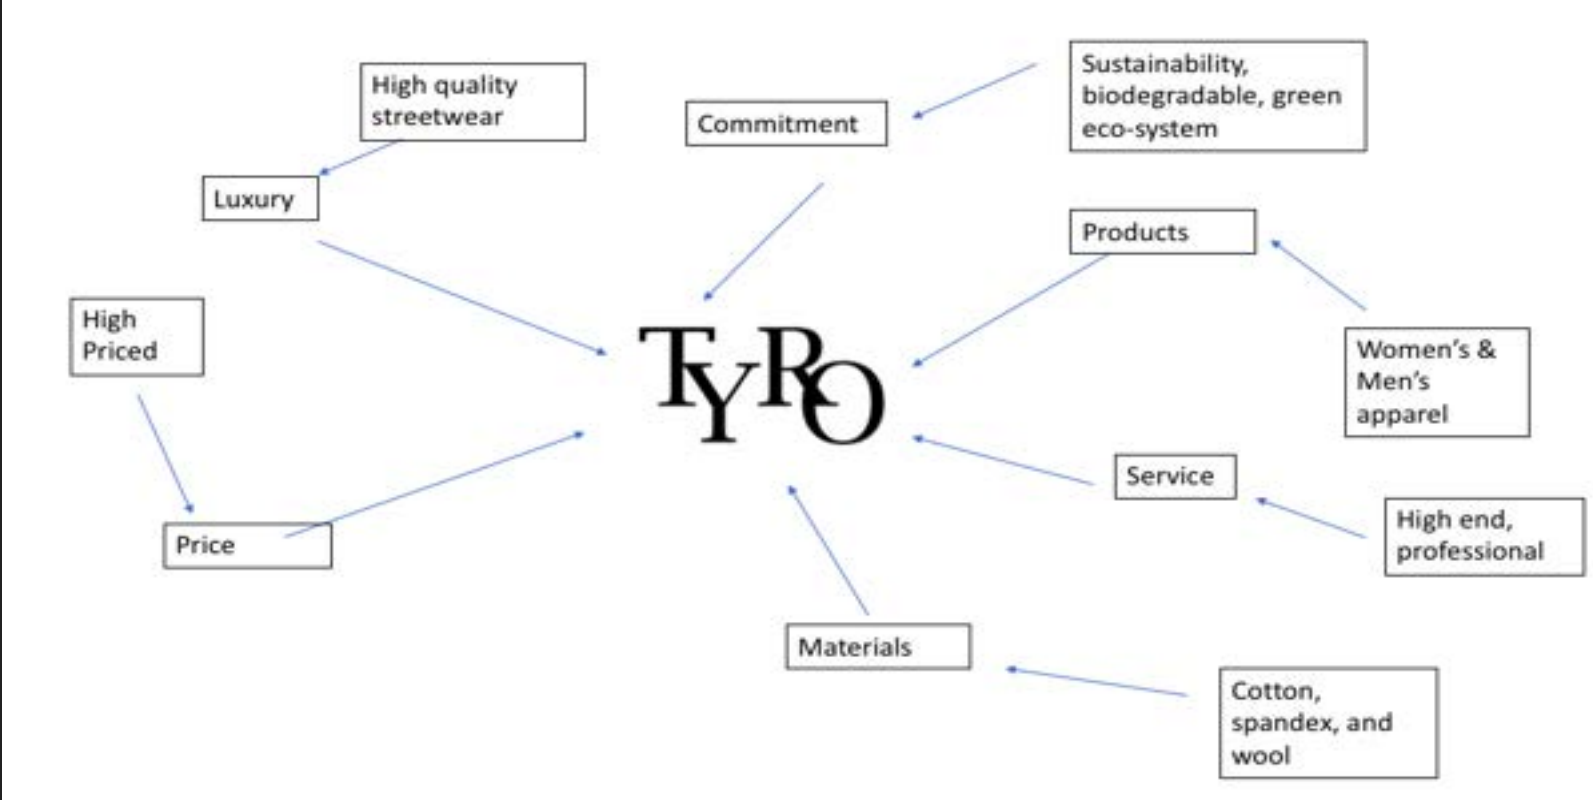 High quality
streetwear
Luxury
Commitment
Sustainability,
biodegradable, green
eco-system
Products
High
Priced
TYRO
Women’s &
Men’s
apparel
Service
High end,
professional
Price
Materials
Cotton,
spandex, and
wool